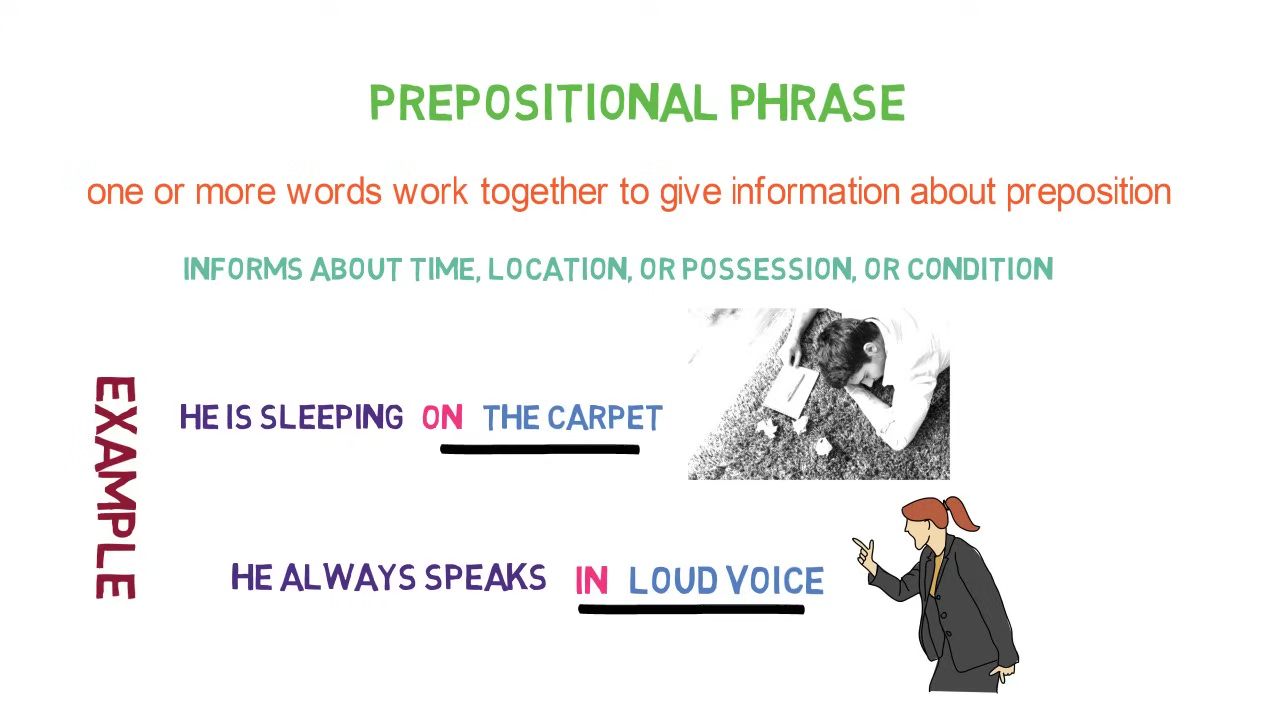 PREPOSITIONAL PHRASE
one or more words work together to give information about preposition
INFORMS ABOUT TIME, LOCATION, OR POSSESSION, OR CONDITION
EXAMPLE
HE IS SLEEPING ON THE CARPET
HE ALWAYS SPEAKS IN LOUD VOICE